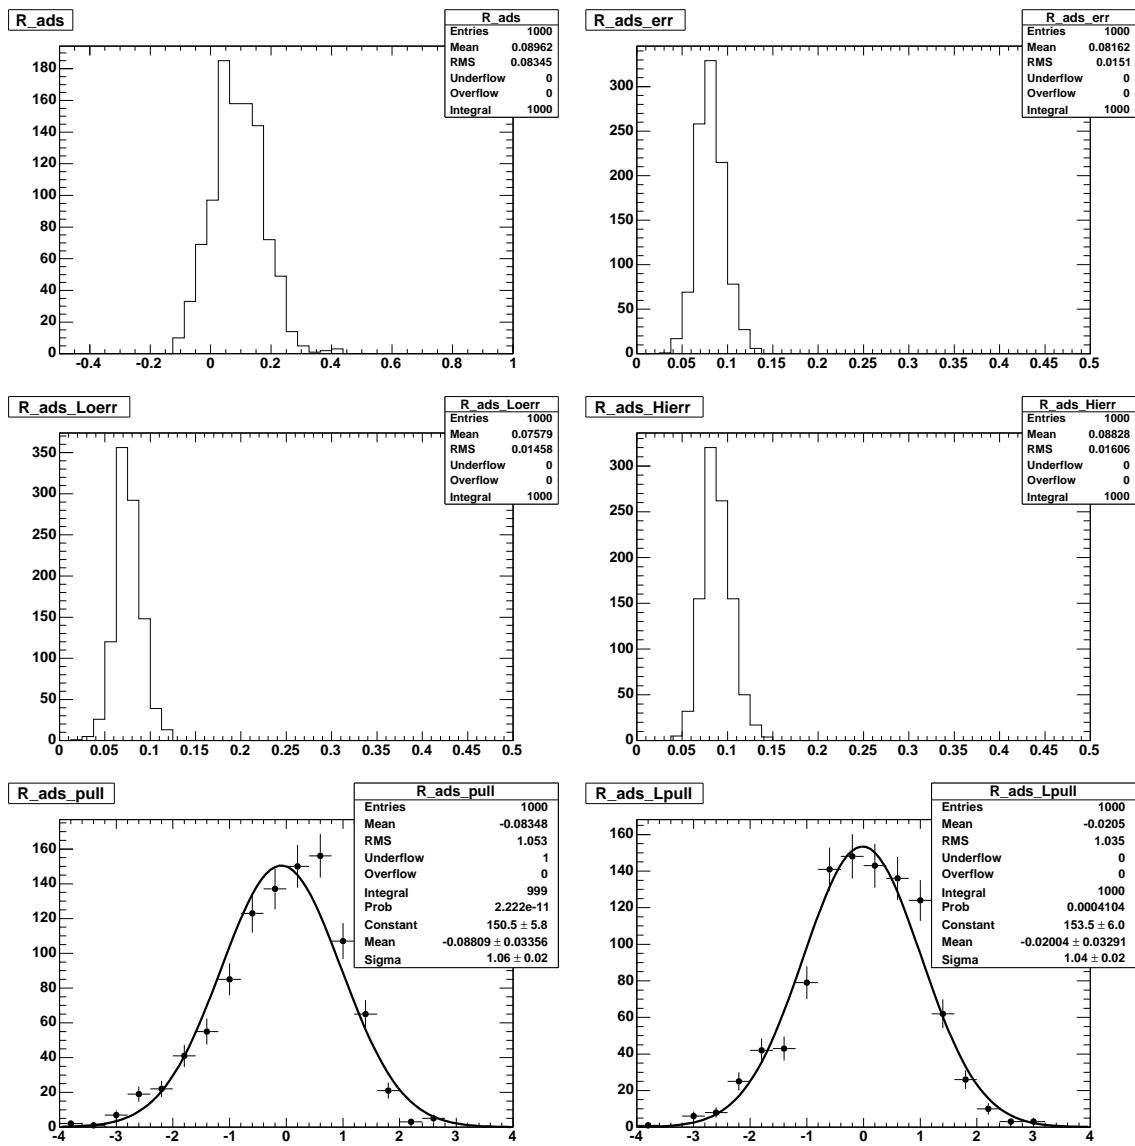 R_ads
R_ads
Entries 1000
Mean 0.08962
RMS 0.08345
Underflow 0
Overflow 0
Integral 1000
180
160
140
120
100
80
60
40
20
0
-0.4 -0.2 0 0.2 0.4 0.6 0.8 1
R_ads_err
R_ads_err
Entries 1000
Mean 0.08162
RMS 0.0151
Underflow 0
Overflow 0
Integral 1000
300
250
200
150
100
50
0
0 0.05 0.1 0.15 0.2 0.25 0.3 0.35 0.4 0.45 0.5
R_ads_Loerr
R_ads_Loerr
Entries 1000
Mean 0.07579
RMS 0.01458
Underflow 0
Overflow 0
Integral 1000
350
300
250
200
150
100
50
0
0 0.05 0.1 0.15 0.2 0.25 0.3 0.35 0.4 0.45 0.5
R_ads_Hierr
R_ads_Hierr
Entries 1000
Mean 0.08828
RMS 0.01606
Underflow 0
Overflow 0
Integral 1000
300
250
200
150
100
50
0
0 0.05 0.1 0.15 0.2 0.25 0.3 0.35 0.4 0.45 0.5
R_ads_pull
R_ads_pull
Entries 1000
Mean -0.08348
RMS 1.053
Underflow 1
Overflow 0
Integral 999
Prob 2.222e-11
Constant 150.5 ± 5.8
Mean -0.08809 ± 0.03356
Sigma 1.06 ± 0.02
160
140
120
100
80
60
40
20
0
-4 -3 -2 -1 0 1 2 3 4
R_ads_Lpull
R_ads_Lpull
Entries 1000
Mean -0.0205
RMS 1.035
Underflow 0
Overflow 0
Integral 1000
Prob 0.0004104
Constant 153.5 ± 6.0
Mean -0.02004 ± 0.03291
Sigma 1.04 ± 0.02
160
140
120
100
80
60
40
20
0
-4 -3 -2 -1 0 1 2 3 4